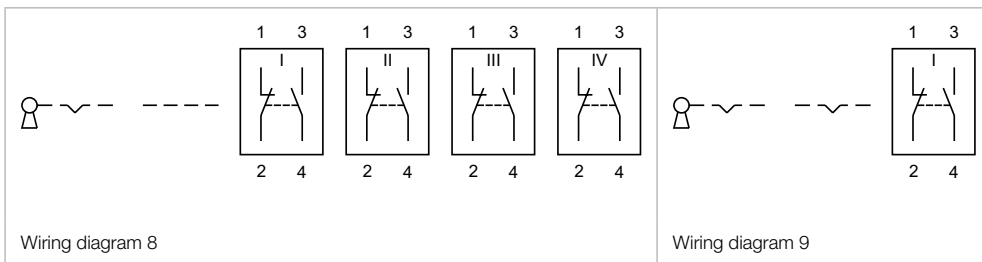 1 3 1 3 1 3 1 3 1 3
I II III IV I
2 4 2 4 2 4 2 4 2 4
Wiring diagram 8
Wiring diagram 9